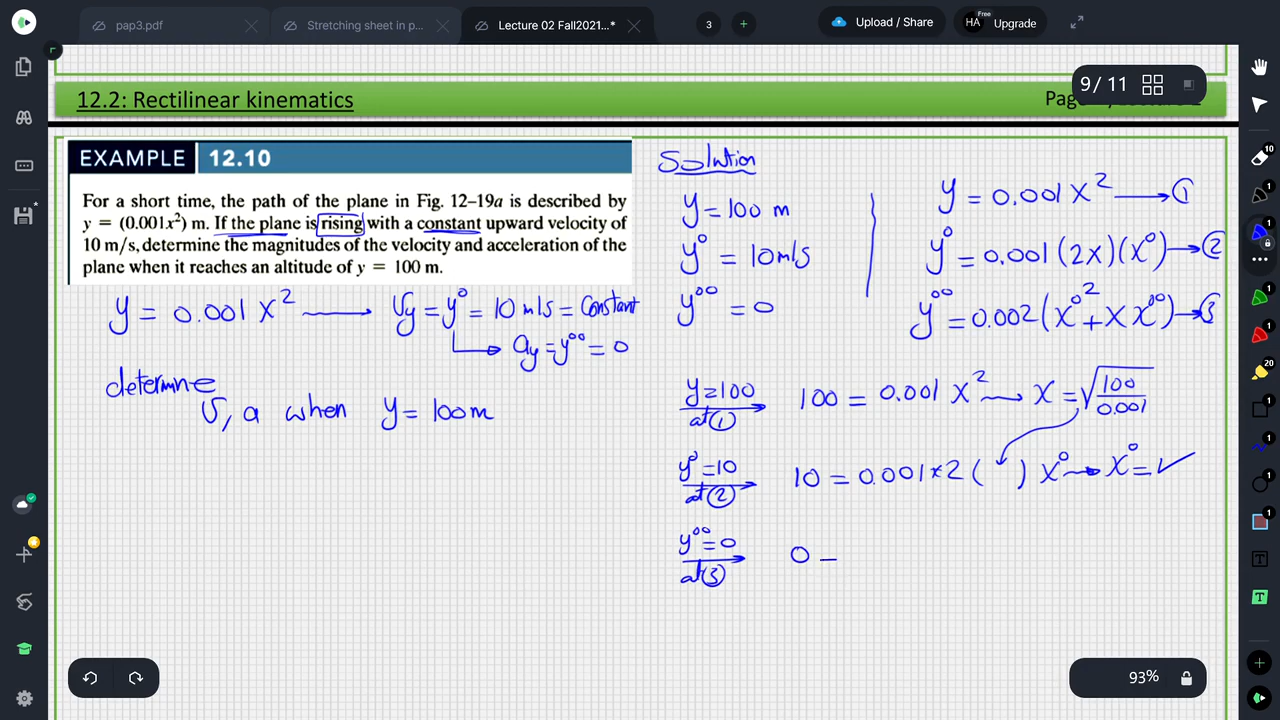 pap3.pdf
Stretching sheet in p...
Lecture 02 Fall2021...*
3
Upload / Share
HA
Free
Upgrade
9 / 11
12.2: Rectilinear kinematics
EXAMPLE 12.10
For a short time, the path of the plane in Fig. 12–19a is described by
y = (0.001x²) m. If the plane is rising with a constant upward velocity of
10 m/s, determine the magnitudes of the velocity and acceleration of the
plane when it reaches an altitude of y = 100 m.
y = 0.001 x² → vy = y° = 10 m/s = Constant
→ ay = y°° = 0
determine
v, a when y = 100 m
Solution
y = 100 m
y° = 10 m/s
y°° = 0
y = 0.001 x² → ①
y° = 0.001 (2x) (x°) → ②
y°° = 0.002 (x°² + x x°°) → ③
y = 100
at ①
100 = 0.001 x² → x = √(100/0.001)
y° = 10
at ②
10 = 0.001 * 2 ( ) x° → x° = ✓
y°° = 0
at ③
0 =
93%